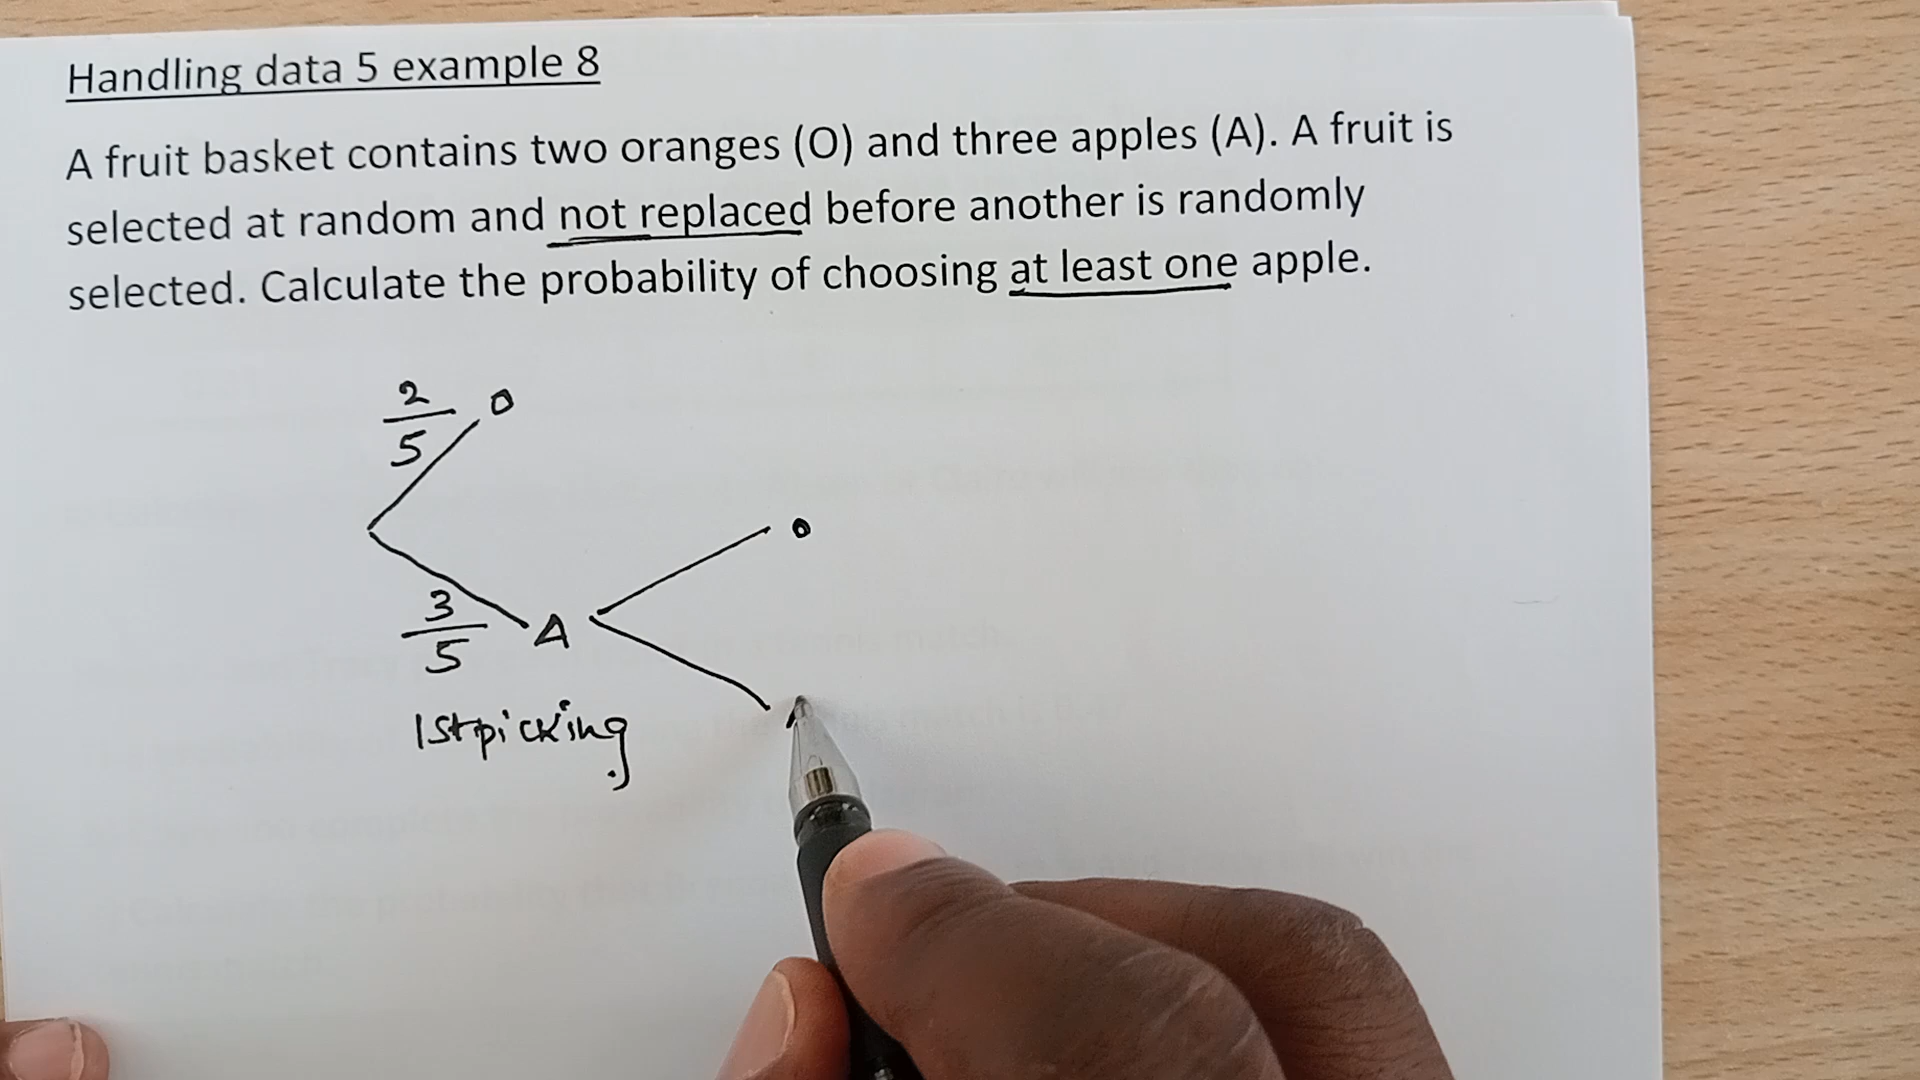 Handling data 5 example 8
A fruit basket contains two oranges (O) and three apples (A). A fruit is
selected at random and not replaced before another is randomly
selected. Calculate the probability of choosing at least one apple.
2
5
O
O
3
5
A
1st picking